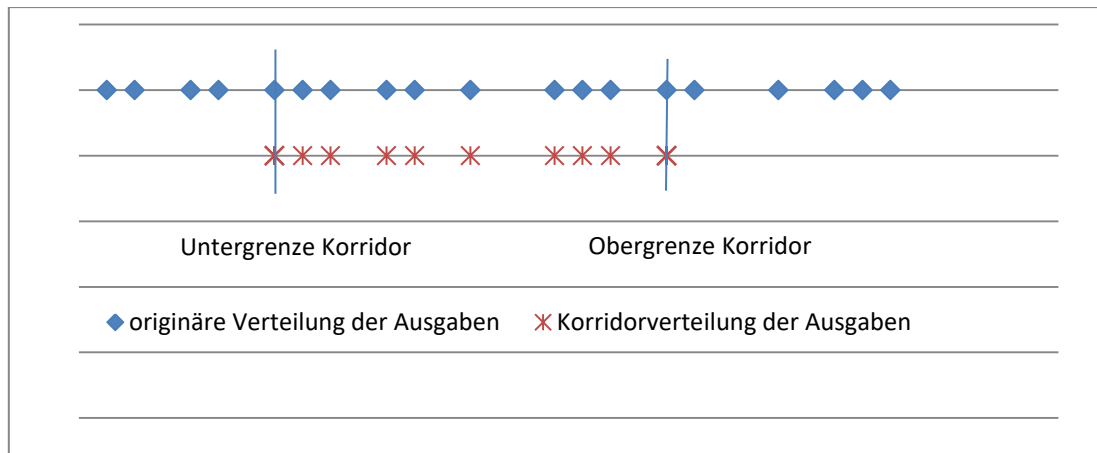 Untergrenze Korridor
Obergrenze Korridor
originäre Verteilung der Ausgaben
Korridorverteilung der Ausgaben